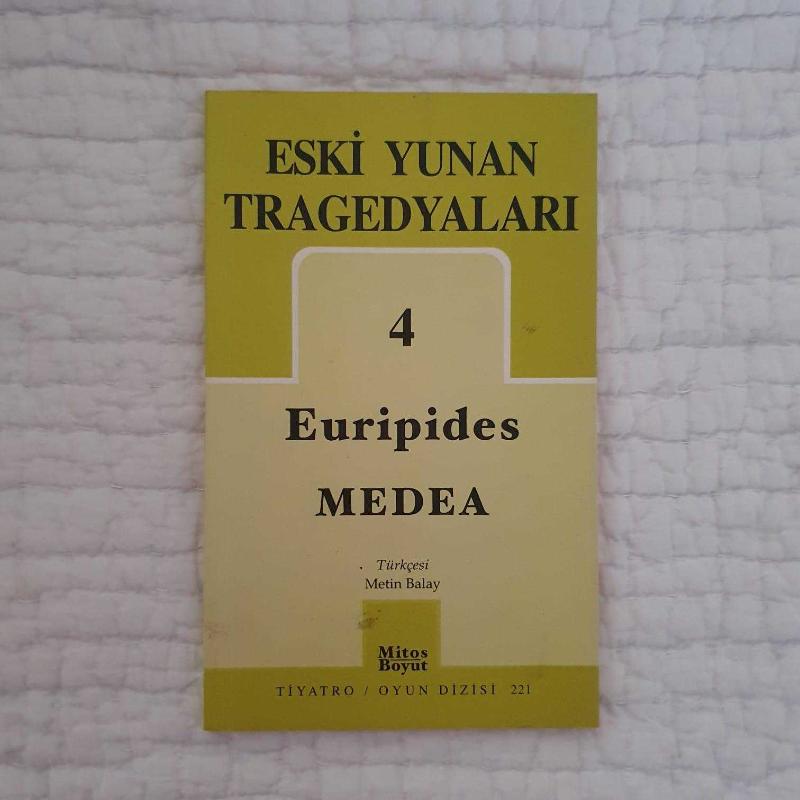 ESKİ YUNAN
TRAGEDYALARI
4
Euripides
MEDEA
Türkçesi
Metin Balay
Mitos
Boyut
TİYATRO / OYUN DİZİSİ 221